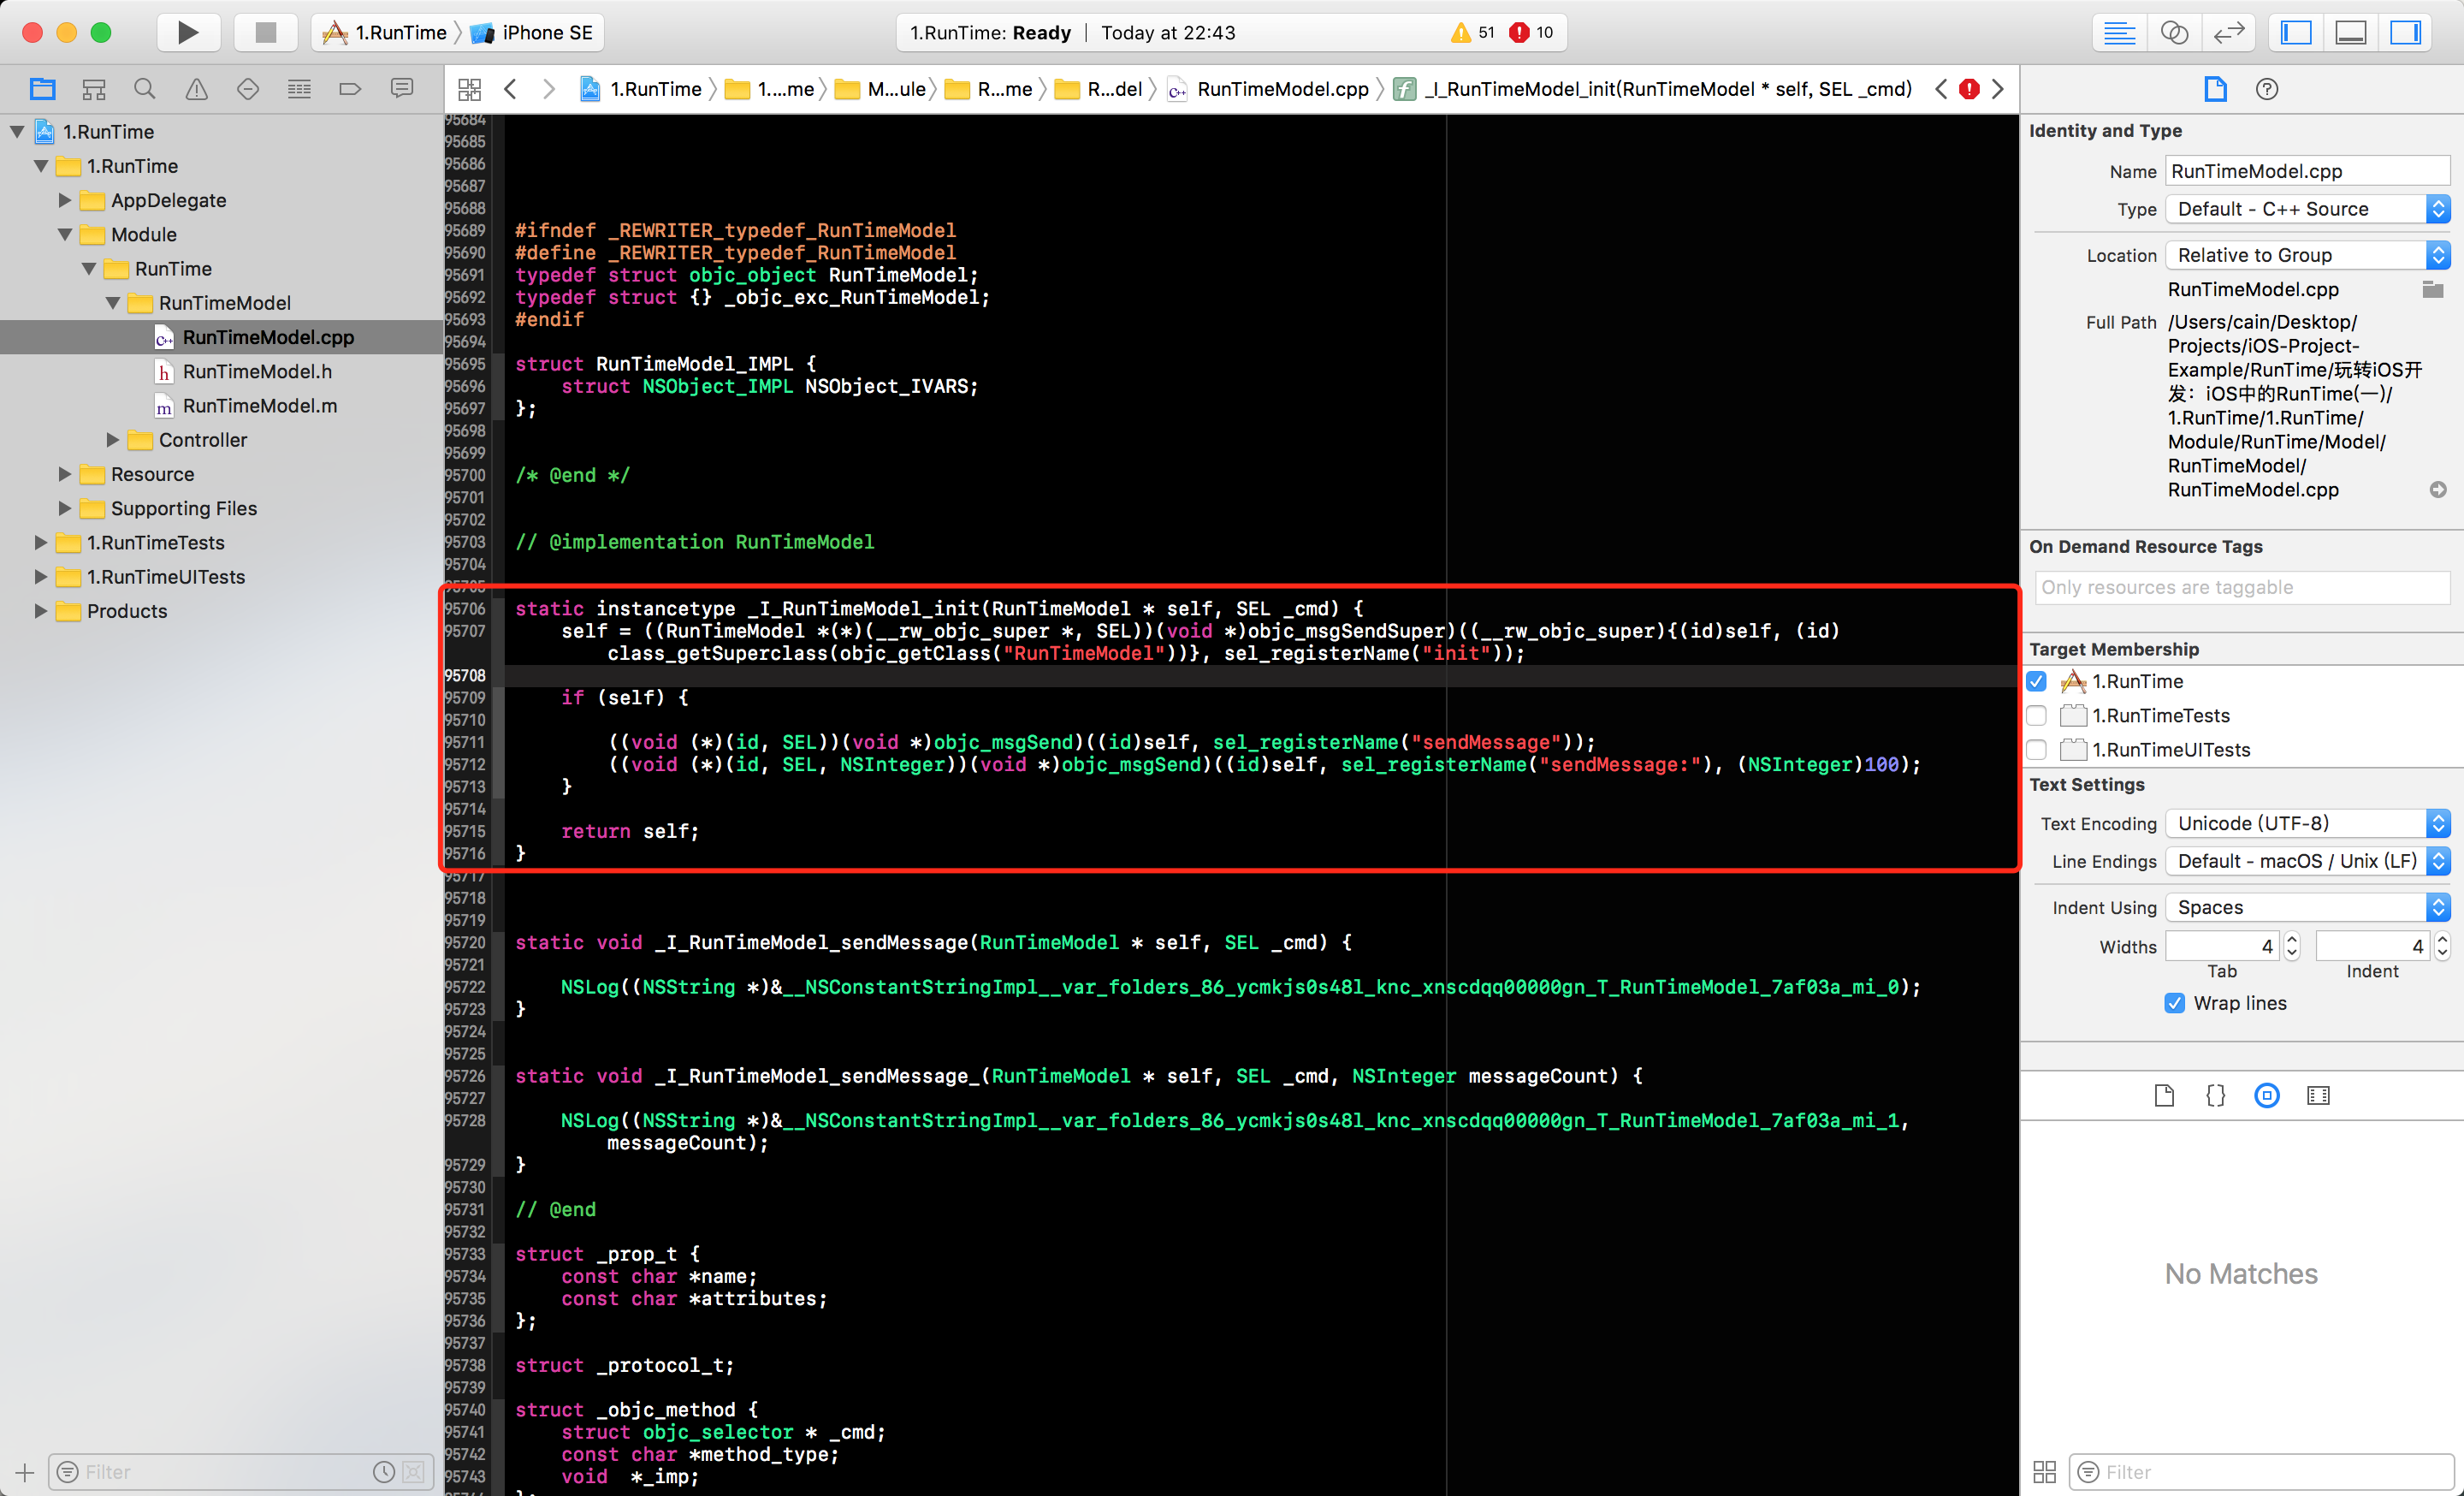 1.RunTime
iPhone SE
1.RunTime: Ready
Today at 22:43
51
10
1.RunTime
1....me
M...ule
R...me
R...del
RunTimeModel.cpp
_I_RunTimeModel_init(RunTimeModel * self, SEL _cmd)
1.RunTime
1.RunTime
AppDelegate
Module
RunTime
RunTimeModel
RunTimeModel.cpp
RunTimeModel.h
RunTimeModel.m
Controller
Resource
Supporting Files
1.RunTimeTests
1.RunTimeUITests
Products
Filter
95684
95685
95686
95687
95688
95689 #ifndef _REWRITER_typedef_RunTimeModel
95690 #define _REWRITER_typedef_RunTimeModel
95691 typedef struct objc_object RunTimeModel;
95692 typedef struct {} _objc_exc_RunTimeModel;
95693 #endif
95694
95695 struct RunTimeModel_IMPL {
95696 struct NSObject_IMPL NSObject_IVARS;
95697 };
95698
95699
95700 /* @end */
95701
95702
95703 // @implementation RunTimeModel
95704
95705
95706 static instancetype _I_RunTimeModel_init(RunTimeModel * self, SEL _cmd) {
95707 self = ((RunTimeModel *(*)(__rw_objc_super *, SEL))(void *)objc_msgSendSuper)((__rw_objc_super){(id)self, (id)
class_getSuperclass(objc_getClass("RunTimeModel"))}, sel_registerName("init"));
95708
95709 if (self) {
95710
95711 ((void (*)(id, SEL))(void *)objc_msgSend)((id)self, sel_registerName("sendMessage"));
95712 ((void (*)(id, SEL, NSInteger))(void *)objc_msgSend)((id)self, sel_registerName("sendMessage:"), (NSInteger)100);
95713 }
95714
95715 return self;
95716 }
95717
95718
95719
95720 static void _I_RunTimeModel_sendMessage(RunTimeModel * self, SEL _cmd) {
95721
95722 NSLog((NSString *)&__NSConstantStringImpl__var_folders_86_ycmkjs0s48l_knc_xnscdqq00000gn_T_RunTimeModel_7af03a_mi_0);
95723 }
95724
95725
95726 static void _I_RunTimeModel_sendMessage_(RunTimeModel * self, SEL _cmd, NSInteger messageCount) {
95727
95728 NSLog((NSString *)&__NSConstantStringImpl__var_folders_86_ycmkjs0s48l_knc_xnscdqq00000gn_T_RunTimeModel_7af03a_mi_1,
messageCount);
95729 }
95730
95731 // @end
95732
95733 struct _prop_t {
95734 const char *name;
95735 const char *attributes;
95736 };
95737
95738 struct _protocol_t;
95739
95740 struct _objc_method {
95741 struct objc_selector * _cmd;
95742 const char *method_type;
95743 void *_imp;
Identity and Type
Name RunTimeModel.cpp
Type Default - C++ Source
Location Relative to Group
RunTimeModel.cpp
Full Path /Users/cain/Desktop/
Projects/iOS-Project-
Example/RunTime/玩转iOS开
发：iOS中的RunTime(一)/
1.RunTime/1.RunTime/
Module/RunTime/Model/
RunTimeModel/
RunTimeModel.cpp
On Demand Resource Tags
Only resources are taggable
Target Membership
1.RunTime
1.RunTimeTests
1.RunTimeUITests
Text Settings
Text Encoding Unicode (UTF-8)
Line Endings Default - macOS / Unix (LF)
Indent Using Spaces
Widths 4 4
Tab Indent
Wrap lines
No Matches
Filter